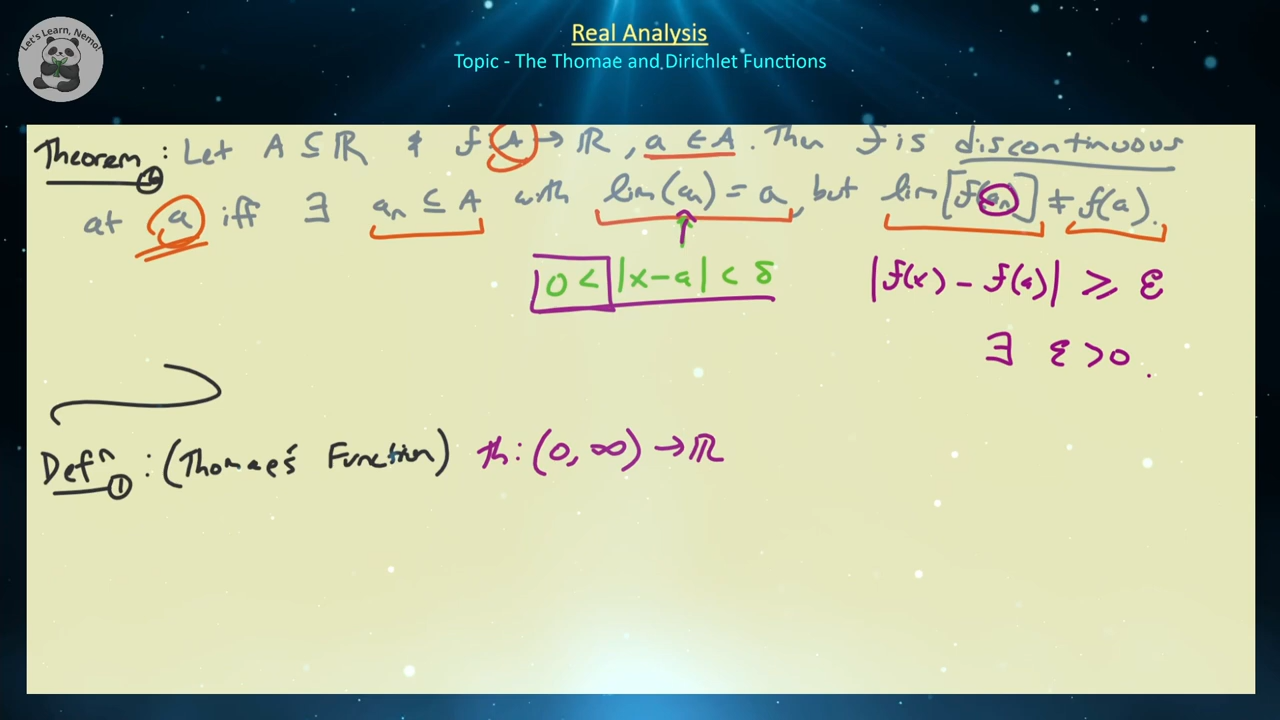 Let's Learn, Nemo!
Real Analysis
Topic - The Thomae and Dirichlet Functions
Theorem : Let A ⊆ ℝ & f: A → ℝ, a ∈ A. Then f is discontinuous
at a iff ∃ aₙ ⊆ A with lim(aₙ) = a, but lim[f(aₙ)] ≠ f(a).
0 < |x-a| < δ
|f(x) - f(a)| ⩾ ε
∃ ε > 0.
Defⁿ ① : (Thomae's Function) th: (0, ∞) → ℝ